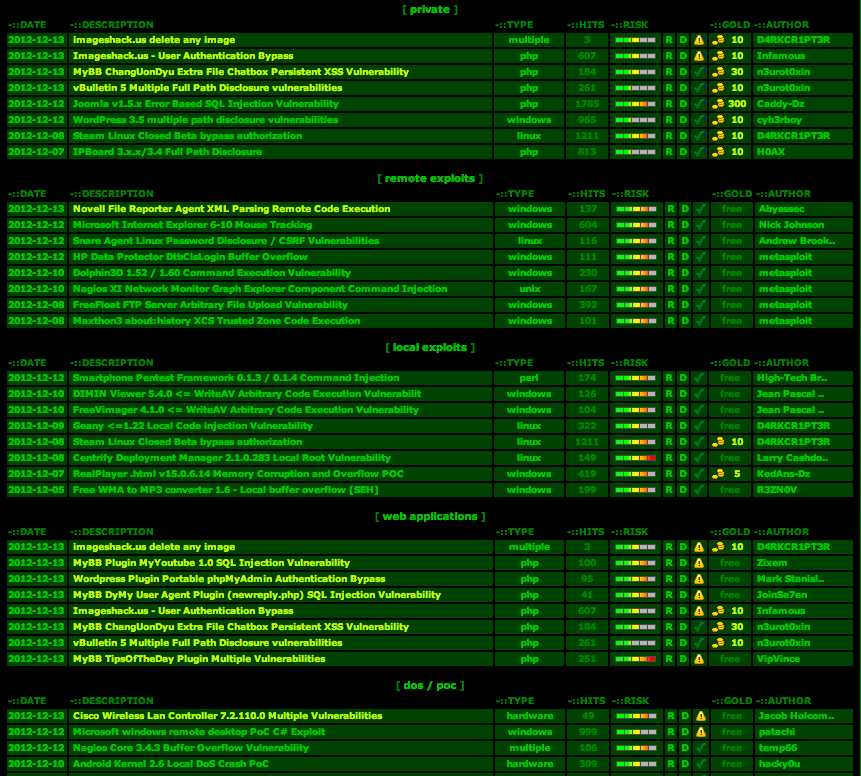 [ private ]
-::DATE -::DESCRIPTION -::TYPE -::HITS -::RISK -::GOLD -::AUTHOR
2012-12-13 imageshack.us delete any image multiple 3 R D 10 D4RKCR1PT3R
2012-12-13 Imageshack.us - User Authentication Bypass php 607 R D 10 Infamous
2012-12-13 MyBB ChangUonDyu Extra File Chatbox Persistent XSS Vulnerability php 184 R D 30 n3urot0xin
2012-12-13 vBulletin 5 Multiple Full Path Disclosure vulnerabilities php 261 R D 10 n3urot0xin
2012-12-12 Joomla v1.5.x Error Based SQL Injection Vulnerability php 1785 R D 300 Caddy-Dz
2012-12-12 WordPress 3.5 multiple path disclosure vulnerabilities windows 965 R D 10 cyb3rboy
2012-12-08 Steam Linux Closed Beta bypass authorization linux 1211 R D 10 D4RKCR1PT3R
2012-12-07 IPBoard 3.x.x/3.4 Full Path Disclosure php 813 R D 10 H0AX
[ remote exploits ]
-::DATE -::DESCRIPTION -::TYPE -::HITS -::RISK -::GOLD -::AUTHOR
2012-12-13 Novell File Reporter Agent XML Parsing Remote Code Execution windows 137 R D free Abysssec
2012-12-12 Microsoft Internet Explorer 6-10 Mouse Tracking windows 604 R D free Nick Johnson
2012-12-12 Snare Agent Linux Password Disclosure / CSRF Vulnerabilities linux 116 R D free Andrew Brook..
2012-12-12 HP Data Protector DtbClsLogin Buffer Overflow windows 111 R D free metasploit
2012-12-10 Dolphin3D 1.52 / 1.60 Command Execution Vulnerability windows 230 R D free metasploit
2012-12-10 Nagios XI Network Monitor Graph Explorer Component Command Injection unix 167 R D free metasploit
2012-12-08 FreeFloat FTP Server Arbitrary File Upload Vulnerability windows 392 R D free metasploit
2012-12-08 Maxthon3 about:history XCS Trusted Zone Code Execution windows 101 R D free metasploit
[ local exploits ]
-::DATE -::DESCRIPTION -::TYPE -::HITS -::RISK -::GOLD -::AUTHOR
2012-12-12 Smartphone Pentest Framework 0.1.3 / 0.1.4 Command Injection perl 174 R D free High-Tech Br..
2012-12-10 DIMIN Viewer 5.4.0 <= WriteAV Arbitrary Code Execution Vulnerabilit windows 126 R D free Jean Pascal ..
2012-12-10 FreeVimager 4.1.0 <= WriteAV Arbitrary Code Execution Vulnerability windows 104 R D free Jean Pascal ..
2012-12-09 Geany <=1.22 Local Code injection Vulnerability linux 322 R D free D4RKCR1PT3R
2012-12-08 Steam Linux Closed Beta bypass authorization linux 1211 R D 10 D4RKCR1PT3R
2012-12-08 Centrify Deployment Manager 2.1.0.283 Local Root Vulnerability linux 149 R D free Larry Cashdo..
2012-12-07 RealPlayer .html v15.0.6.14 Memory Corruption and Overflow POC windows 419 R D 5 KedAns-Dz
2012-12-05 Free WMA to MP3 converter 1.6 - Local buffer overflow [SEH] windows 199 R D free R3ZN0V
[ web applications ]
-::DATE -::DESCRIPTION -::TYPE -::HITS -::RISK -::GOLD -::AUTHOR
2012-12-13 imageshack.us delete any image multiple 3 R D 10 D4RKCR1PT3R
2012-12-13 MyBB Plugin MyYoutube 1.0 SQL Injection Vulnerability php 100 R D free Zixem
2012-12-13 Wordpress Plugin Portable phpMyAdmin Authentication Bypass php 95 R D free Mark Stanisl..
2012-12-13 MyBB DyMy User Agent Plugin (newreply.php) SQL Injection Vulnerability php 41 R D free JoinSe7en
2012-12-13 Imageshack.us - User Authentication Bypass php 607 R D 10 Infamous
2012-12-13 MyBB ChangUonDyu Extra File Chatbox Persistent XSS Vulnerability php 184 R D 30 n3urot0xin
2012-12-13 vBulletin 5 Multiple Full Path Disclosure vulnerabilities php 261 R D 10 n3urot0xin
2012-12-13 MyBB TipsOfTheDay Plugin Multiple Vulnerabilities php 251 R D free VipVince
[ dos / poc ]
-::DATE -::DESCRIPTION -::TYPE -::HITS -::RISK -::GOLD -::AUTHOR
2012-12-13 Cisco Wireless Lan Controller 7.2.110.0 Multiple Vulnerabilities hardware 49 R D free Jacob Holcom..
2012-12-12 Microsoft windows remote desktop PoC C# Exploit windows 999 R D free patachi
2012-12-12 Nagios Core 3.4.3 Buffer Overflow Vulnerability multiple 106 R D free temp66
2012-12-10 Android Kernel 2.6 Local DoS Crash PoC hardware 309 R D free hacky0u